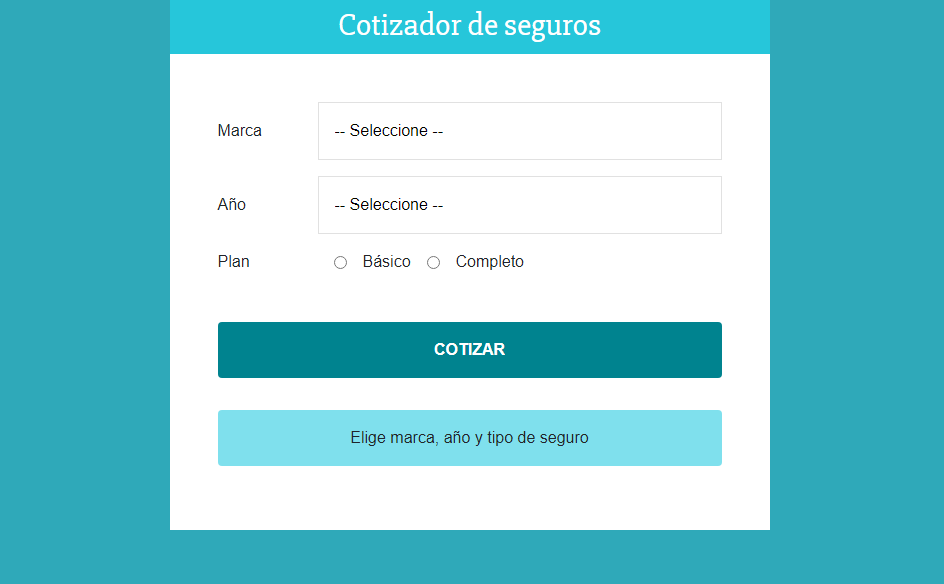 Cotizador de seguros
Marca
-- Seleccione --
Año
-- Seleccione --
Plan
Básico
Completo
COTIZAR
Elige marca, año y tipo de seguro